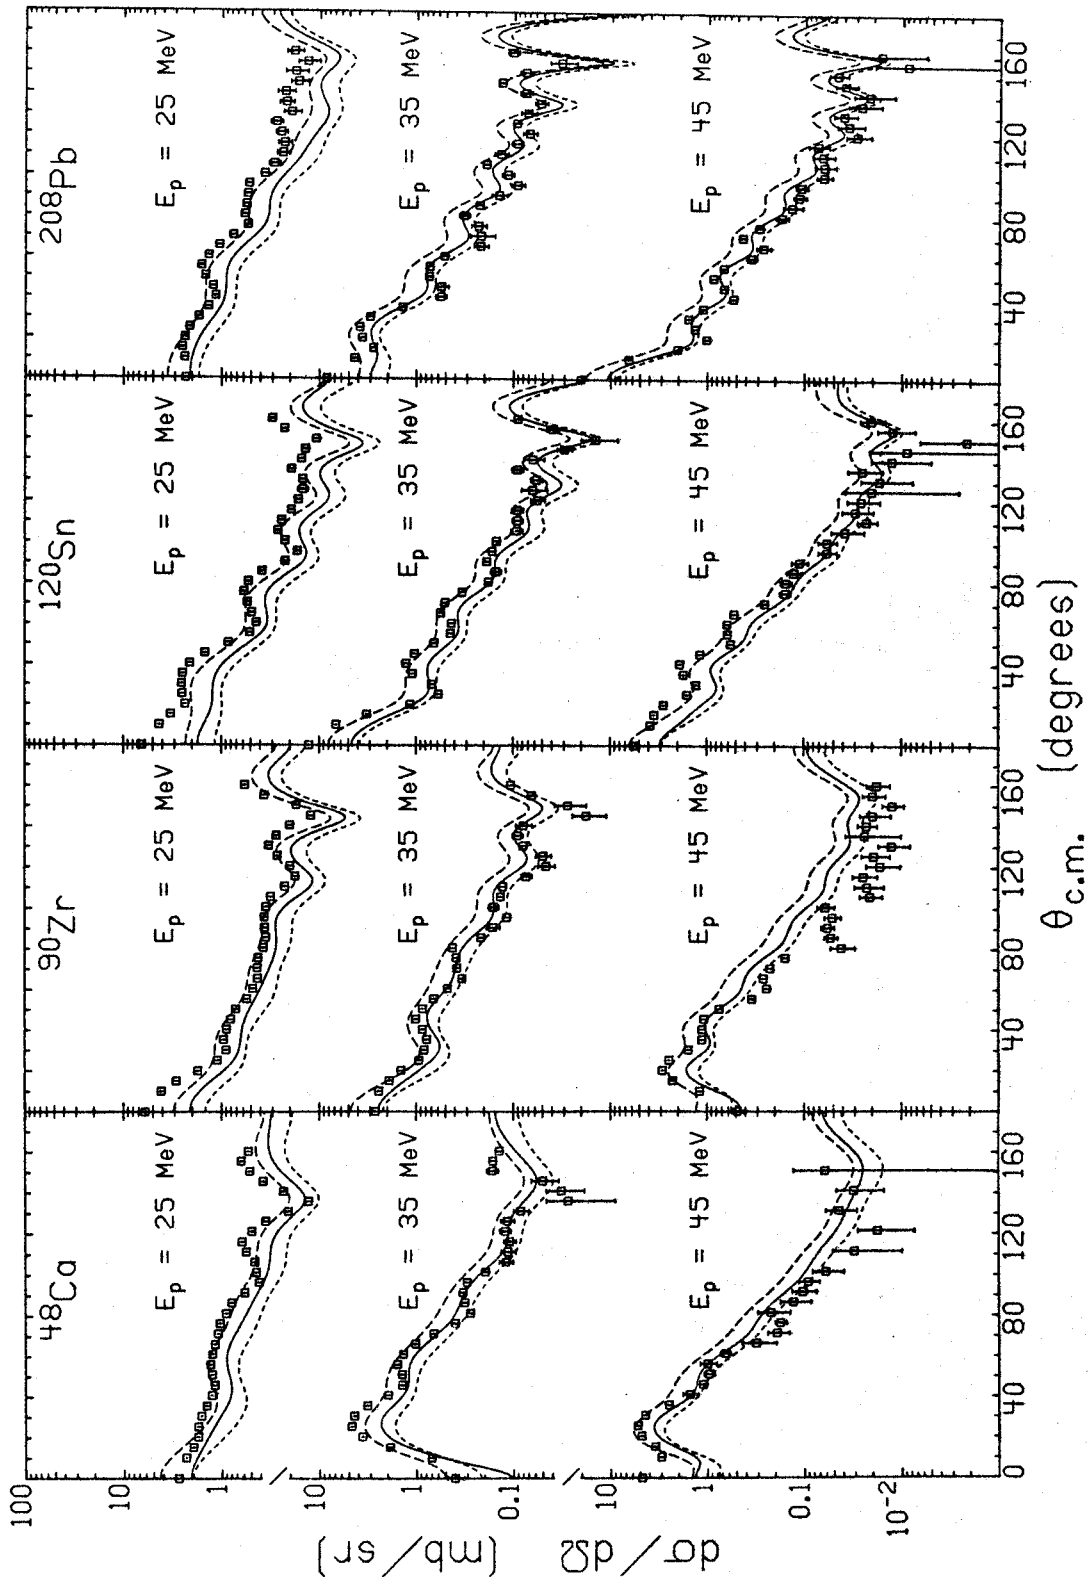 48Ca
90Zr
120Sn
208Pb
Ep = 25 MeV
Ep = 25 MeV
Ep = 25 MeV
Ep = 25 MeV
Ep = 35 MeV
Ep = 35 MeV
Ep = 35 MeV
Ep = 35 MeV
Ep = 45 MeV
Ep = 45 MeV
Ep = 45 MeV
Ep = 45 MeV
100
10
1
10
1
0.1
10
1
0.1
10-2
dσ/dΩ (mb/sr)
0 40 80 120 160
40 80 120 160
40 80 120 160
40 80 120 160
θc.m. (degrees)